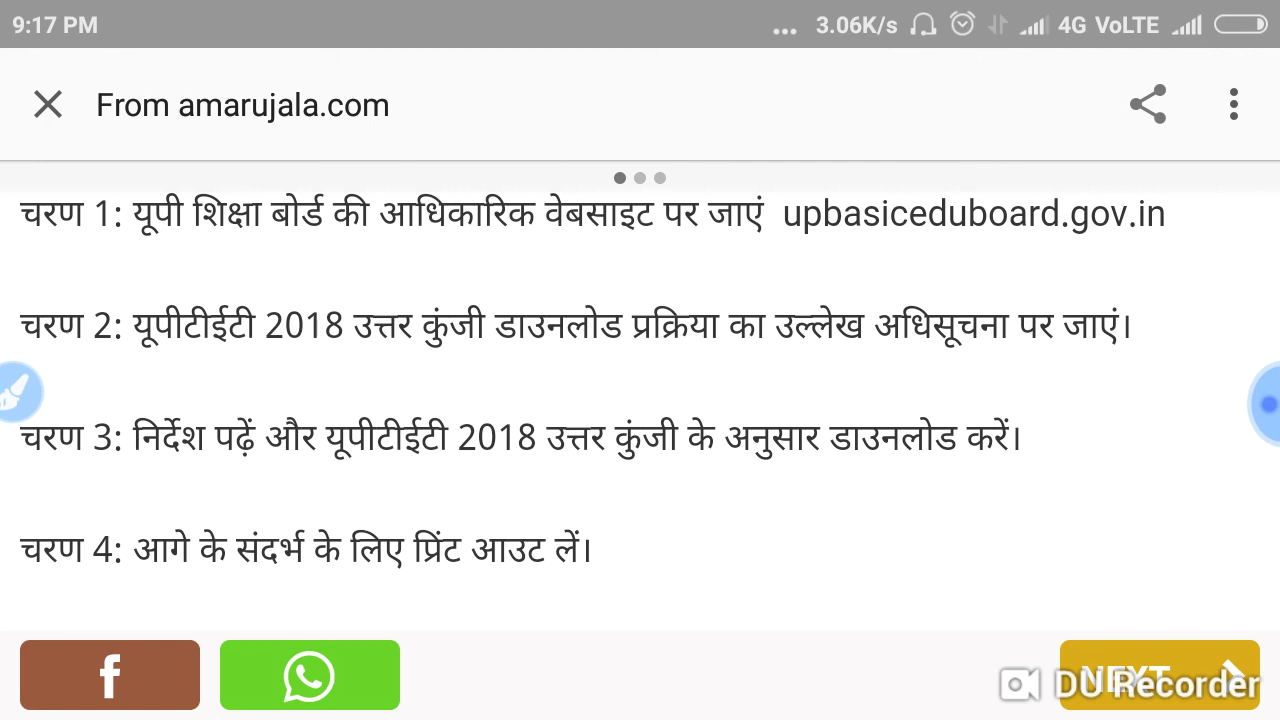 9:17 PM ... 3.06K/s 4G VoLTE
From amarujala.com
चरण 1: यूपी शिक्षा बोर्ड की आधिकारिक वेबसाइट पर जाएं upbasiceduboard.gov.in
चरण 2: यूपीटीईटी 2018 उत्तर कुंजी डाउनलोड प्रक्रिया का उल्लेख अधिसूचना पर जाएं।
चरण 3: निर्देश पढ़ें और यूपीटीईटी 2018 उत्तर कुंजी के अनुसार डाउनलोड करें।
चरण 4: आगे के संदर्भ के लिए प्रिंट आउट लें।
NEXT
DU Recorder